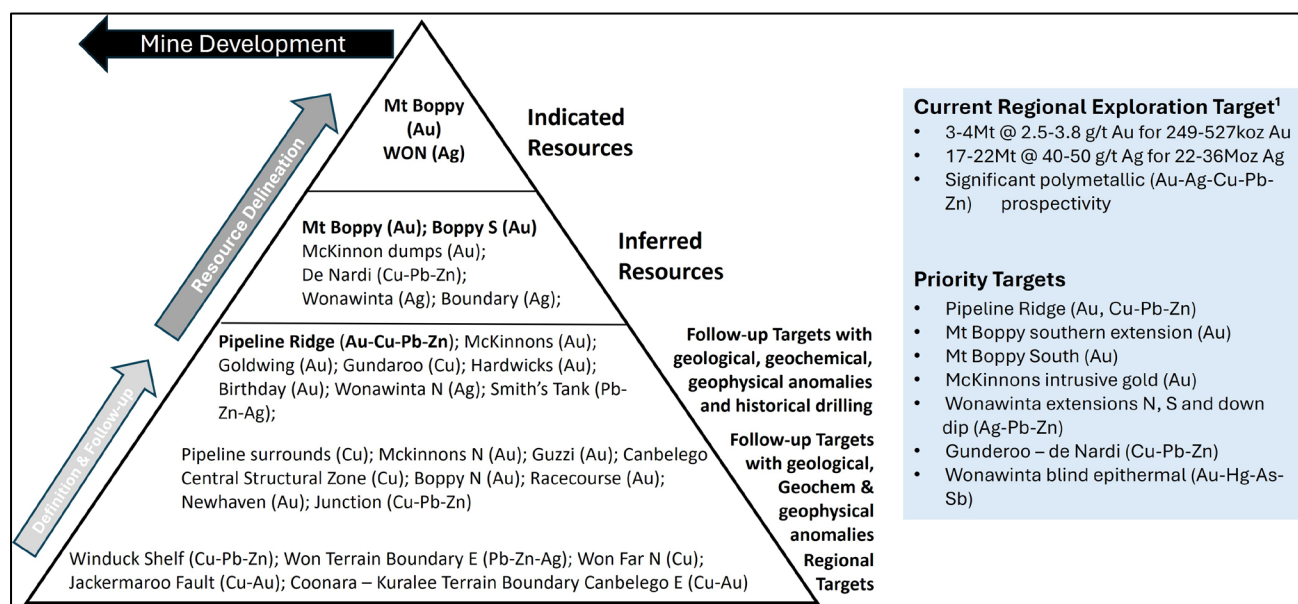 Mine Development
Mt Boppy
(Au)
WON (Ag)
Indicated
Resources
Resource Delineation
Mt Boppy (Au); Boppy S (Au)
McKinnon dumps (Au);
De Nardi (Cu-Pb-Zn);
Wonawinta (Ag); Boundary (Ag);
Inferred
Resources
Definition & Follow-up
Pipeline Ridge (Au-Cu-Pb-Zn); McKinnons (Au);
Goldwing (Au); Gundaroo (Cu); Hardwicks (Au);
Birthday (Au); Wonawinta N (Ag); Smith's Tank (Pb-
Zn-Ag);
Follow-up Targets with
geological, geochemical,
geophysical anomalies
and historical drilling
Pipeline surrounds (Cu); Mckinnons N (Au); Guzzi (Au); Canbelego
Central Structural Zone (Cu); Boppy N (Au); Racecourse (Au);
Newhaven (Au); Junction (Cu-Pb-Zn)
Follow-up Targets
with geological,
Geochem &
geophysical
anomalies
Winduck Shelf (Cu-Pb-Zn); Won Terrain Boundary E (Pb-Zn-Ag); Won Far N (Cu);
Jackermaroo Fault (Cu-Au); Coonara – Kuralee Terrain Boundary Canbelego E (Cu-Au)
Regional
Targets
Current Regional Exploration Target¹
• 3-4Mt @ 2.5-3.8 g/t Au for 249-527koz Au
• 17-22Mt @ 40-50 g/t Ag for 22-36Moz Ag
• Significant polymetallic (Au-Ag-Cu-Pb-
Zn) prospectivity
Priority Targets
• Pipeline Ridge (Au, Cu-Pb-Zn)
• Mt Boppy southern extension (Au)
• Mt Boppy South (Au)
• McKinnons intrusive gold (Au)
• Wonawinta extensions N, S and down
dip (Ag-Pb-Zn)
• Gunderoo – de Nardi (Cu-Pb-Zn)
• Wonawinta blind epithermal (Au-Hg-As-
Sb)